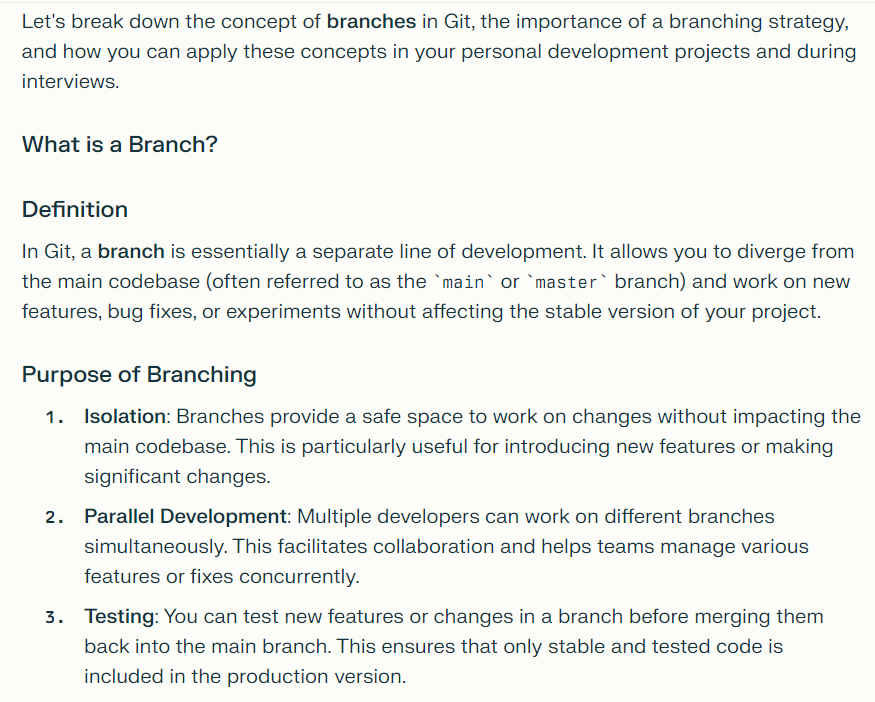 Let's break down the concept of branches in Git, the importance of a branching strategy,
and how you can apply these concepts in your personal development projects and during
interviews.
What is a Branch?
Definition
In Git, a branch is essentially a separate line of development. It allows you to diverge from
the main codebase (often referred to as the `main` or `master` branch) and work on new
features, bug fixes, or experiments without affecting the stable version of your project.
Purpose of Branching
1. Isolation: Branches provide a safe space to work on changes without impacting the
main codebase. This is particularly useful for introducing new features or making
significant changes.
2. Parallel Development: Multiple developers can work on different branches
simultaneously. This facilitates collaboration and helps teams manage various
features or fixes concurrently.
3. Testing: You can test new features or changes in a branch before merging them
back into the main branch. This ensures that only stable and tested code is
included in the production version.